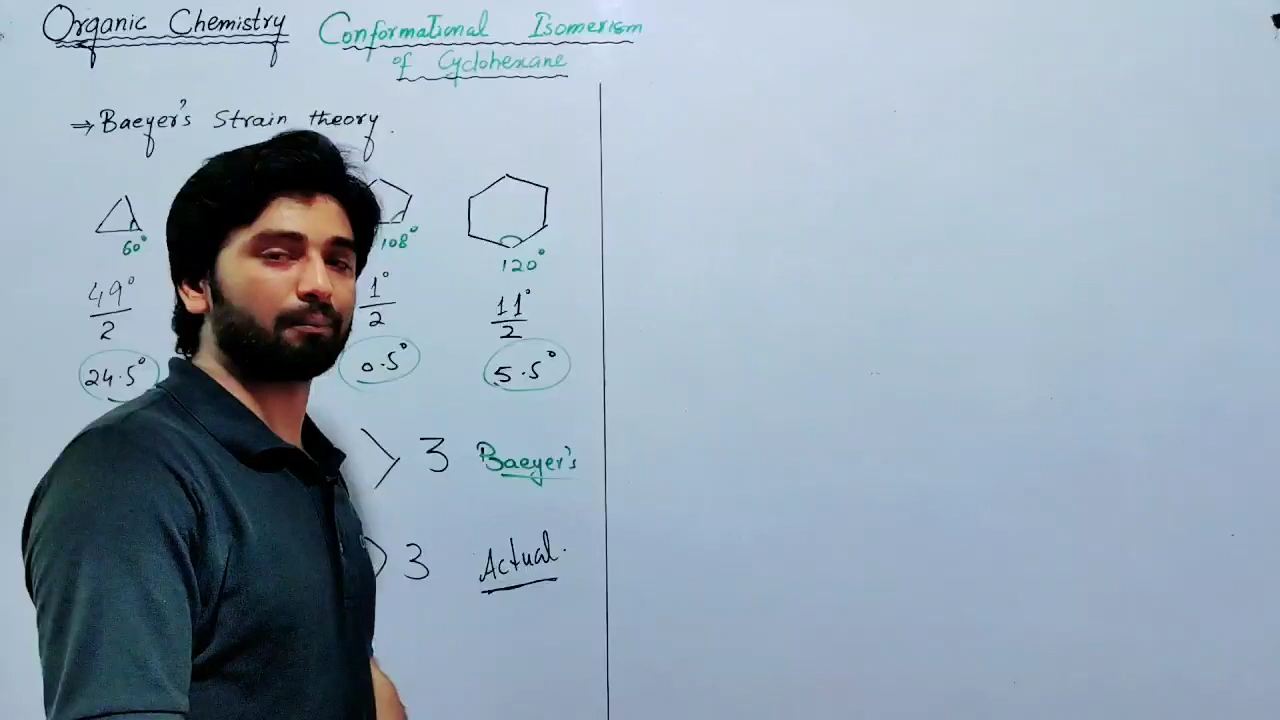 Organic Chemistry Conformational Isomerism
of Cyclohexane
⇒ Baeyer's Strain theory.
60° 108° 120°
49°/2 1°/2 11°/2
24.5° 0.5° 5.5°
> 3 Baeyer's
> 3 Actual.